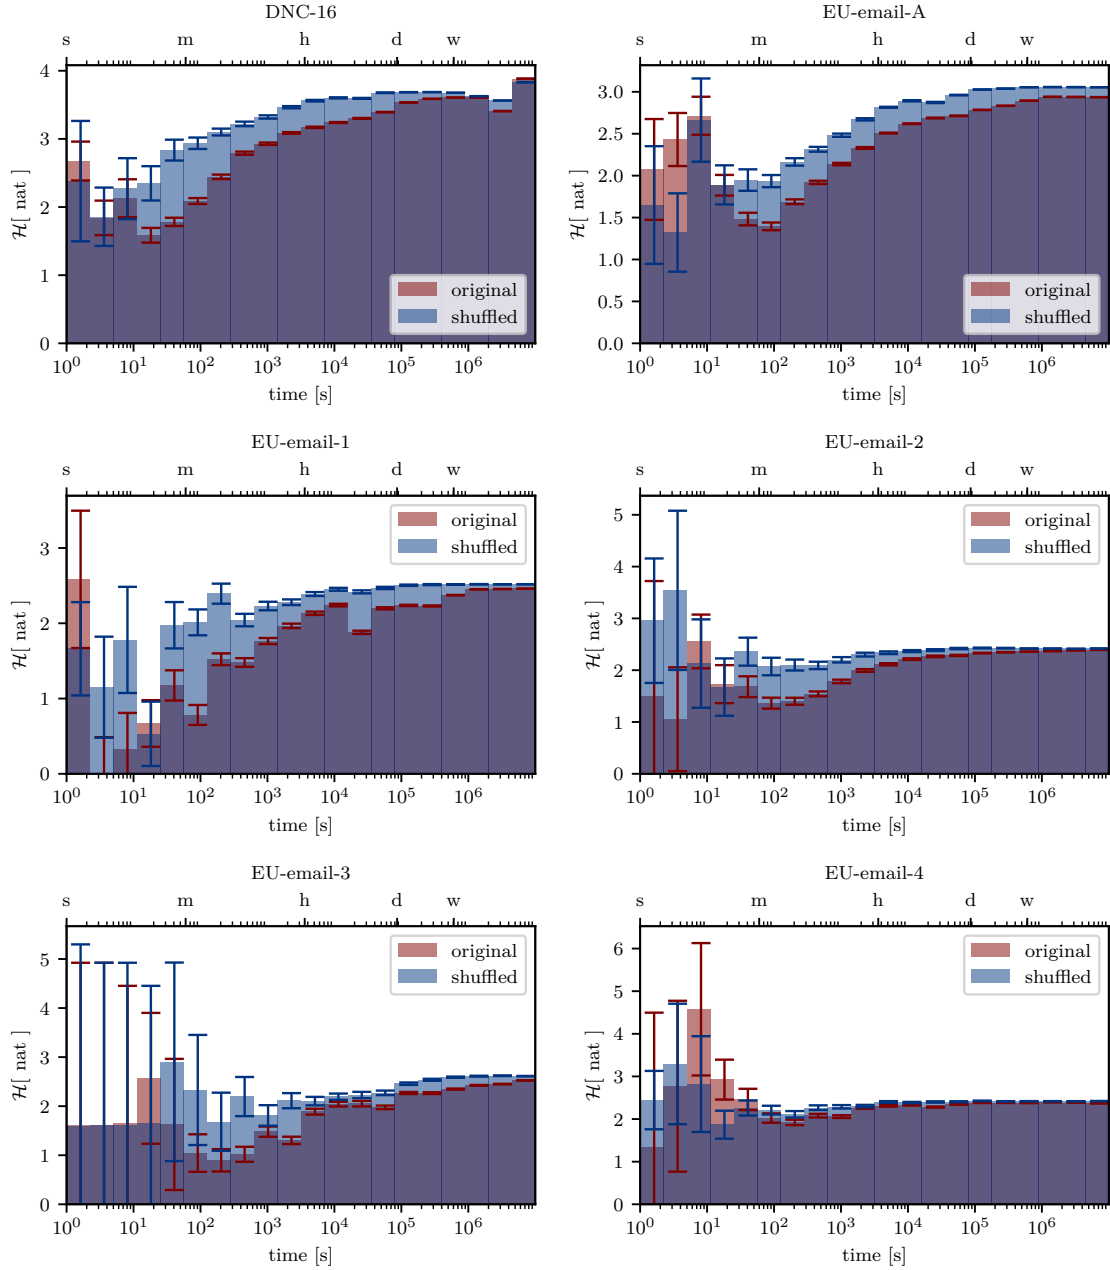 DNC-16
s m h d w
4
3
2
1
0
ℋ[ nat ]
original
shuffled
10⁰ 10¹ 10² 10³ 10⁴ 10⁵ 10⁶
time [s]
EU-email-A
s m h d w
3.0
2.5
2.0
1.5
1.0
0.5
0.0
ℋ[ nat ]
original
shuffled
10⁰ 10¹ 10² 10³ 10⁴ 10⁵ 10⁶
time [s]
EU-email-1
s m h d w
3
2
1
0
ℋ[ nat ]
original
shuffled
10⁰ 10¹ 10² 10³ 10⁴ 10⁵ 10⁶
time [s]
EU-email-2
s m h d w
5
4
3
2
1
0
ℋ[ nat ]
original
shuffled
10⁰ 10¹ 10² 10³ 10⁴ 10⁵ 10⁶
time [s]
EU-email-3
s m h d w
5
4
3
2
1
0
ℋ[ nat ]
original
shuffled
10⁰ 10¹ 10² 10³ 10⁴ 10⁵ 10⁶
time [s]
EU-email-4
s m h d w
6
5
4
3
2
1
0
ℋ[ nat ]
original
shuffled
10⁰ 10¹ 10² 10³ 10⁴ 10⁵ 10⁶
time [s]